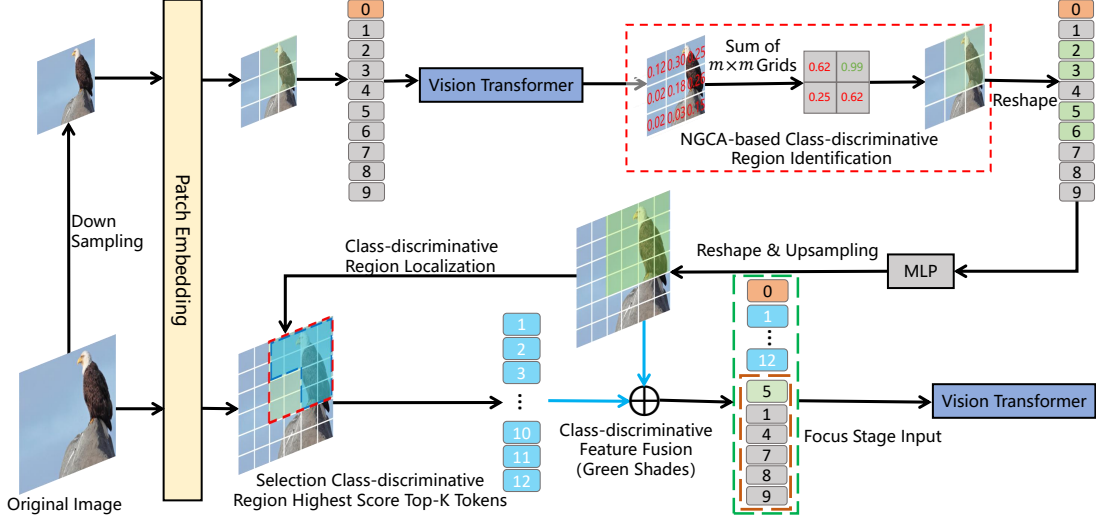 0
1
2
3
4
5
6
7
8
9
Vision Transformer
0.12 0.30 0.25
0.02 0.18
0.02 0.03
Sum of
m×m Grids
0.62 0.99
0.25 0.62
NGCA-based Class-discriminative
Region Identification
Reshape
0
1
2
3
4
5
6
7
8
9
Down
Sampling
Patch Embedding
Class-discriminative
Region Localization
Reshape & Upsampling
MLP
Original Image
Selection Class-discriminative
Region Highest Score Top-K Tokens
1
2
3
⋮
10
11
12
Class-discriminative
Feature Fusion
(Green Shades)
0
1
⋮
12
5
1
4
7
8
9
Focus Stage Input
Vision Transformer